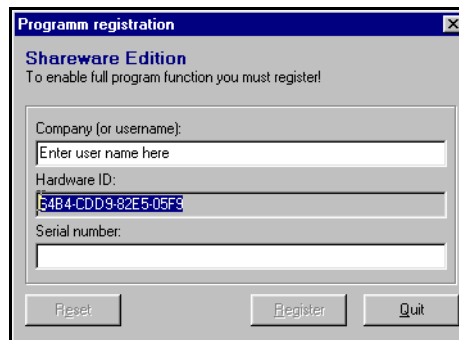 Programm registration
Shareware Edition
To enable full program function you must register!
Company (or username):
Enter user name here
Hardware ID:
64B4-CDD9-82E5-05F9
Serial number:
Reset
Register
Quit